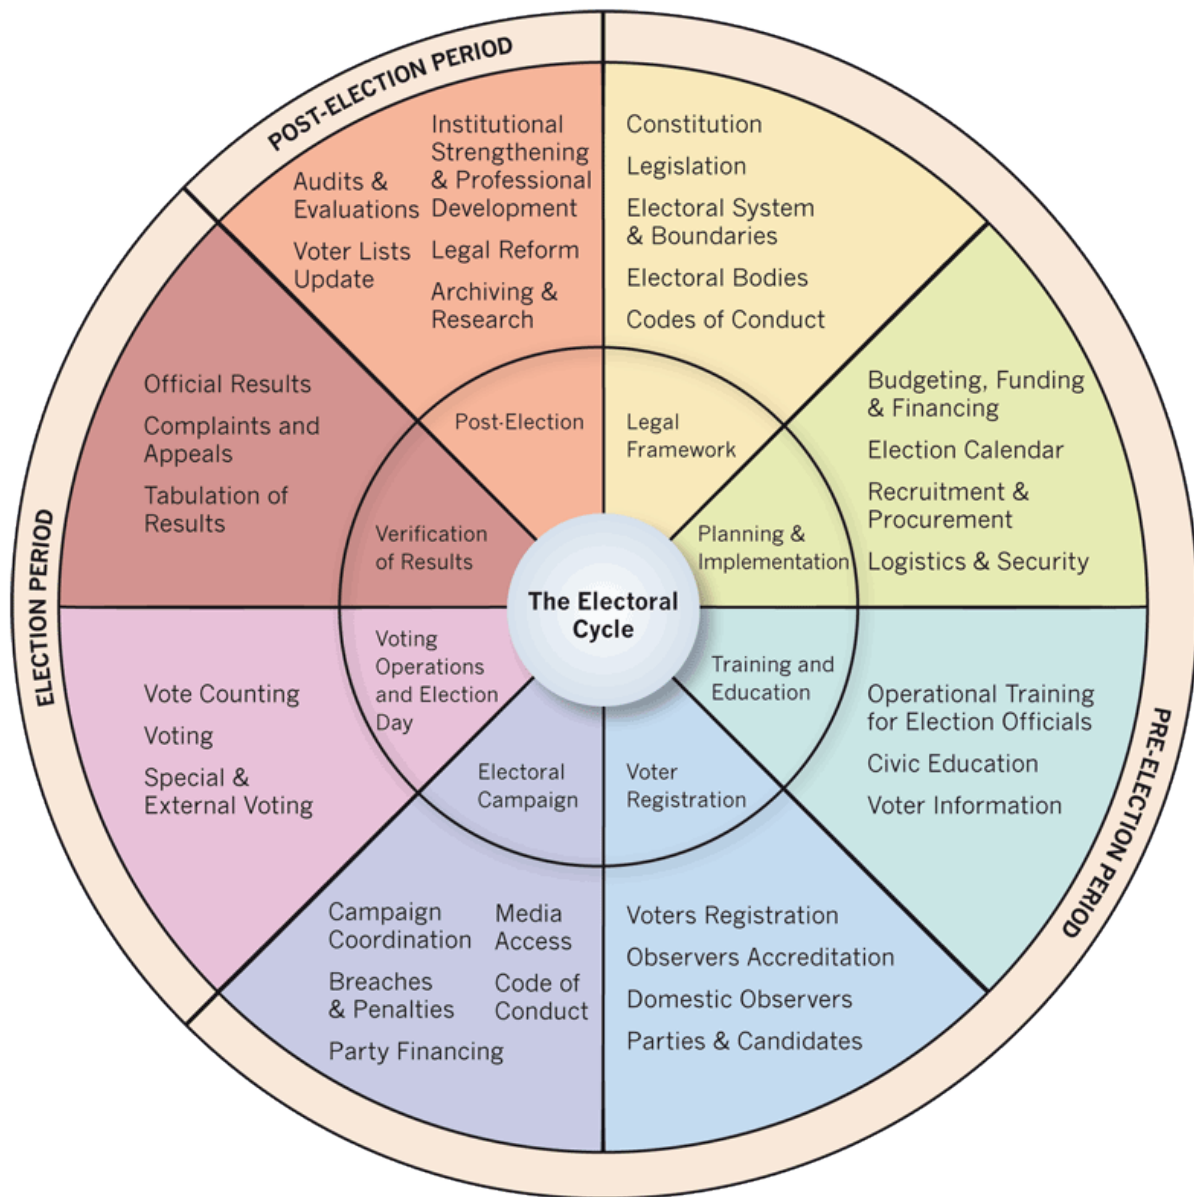 POST-ELECTION PERIOD
Institutional
Strengthening
& Professional
Development
Legal Reform
Archiving &
Research
Audits &
Evaluations
Voter Lists
Update
Post-Election
Constitution
Legislation
Electoral System
& Boundaries
Electoral Bodies
Codes of Conduct
Legal
Framework
Budgeting, Funding
& Financing
Election Calendar
Recruitment &
Procurement
Logistics & Security
Planning &
Implementation
Training and
Education
Operational Training
for Election Officials
Civic Education
Voter Information
PRE-ELECTION PERIOD
Voter
Registration
Voters Registration
Observers Accreditation
Domestic Observers
Parties & Candidates
Electoral
Campaign
Campaign
Coordination
Breaches
& Penalties
Party Financing
Media
Access
Code of
Conduct
Voting
Operations
and Election
Day
Vote Counting
Voting
Special &
External Voting
ELECTION PERIOD
Official Results
Complaints and
Appeals
Tabulation of
Results
Verification
of Results
The Electoral
Cycle